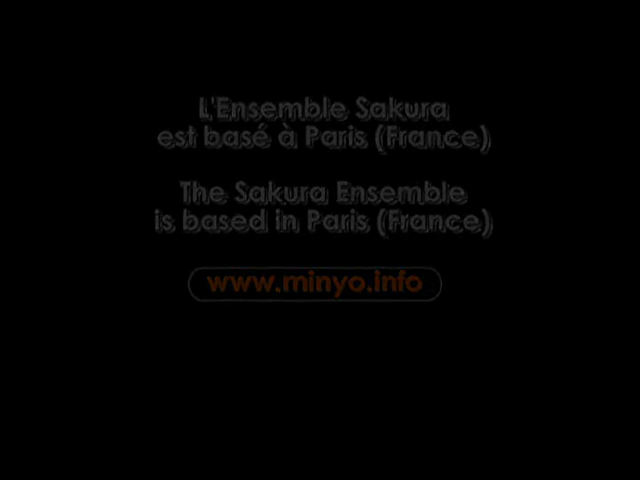 L'Ensemble Sakura
est basé à Paris (France)
The Sakura Ensemble
is based in Paris (France)
www.minyo.info